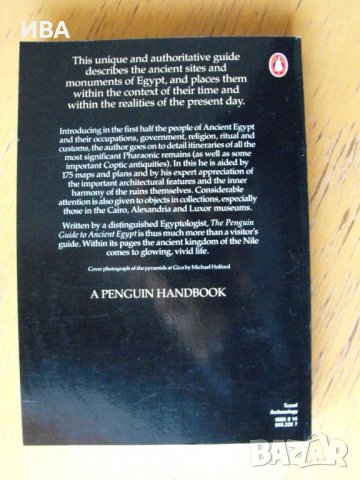 ИВА
This unique and authoritative guide
describes the ancient sites and
monuments of Egypt, and places them
within the context of their time and
within the realities of the present day.
Introducing in the first half the people of Ancient Egypt
and their occupations, government, religion, ritual and
customs, the author goes on to detail itineraries of all the
most significant Pharaonic remains (as well as some
important Coptic antiquities). In this he is aided by
175 maps and plans and by his expert appreciation of
the important architectural features and the inner
harmony of the ruins themselves. Considerable
attention is also given to objects in collections, especially
those in the Cairo, Alexandria and Luxor museums.
Written by a distinguished Egyptologist, The Penguin
Guide to Ancient Egypt is thus much more than a visitor's
guide. Within its pages the ancient kingdom of the Nile
comes to glowing, vivid life.
Cover photograph of the pyramids at Giza by Michael Holford
A PENGUIN HANDBOOK
Travel
Archaeology
ISBN 0 14
BAZAR